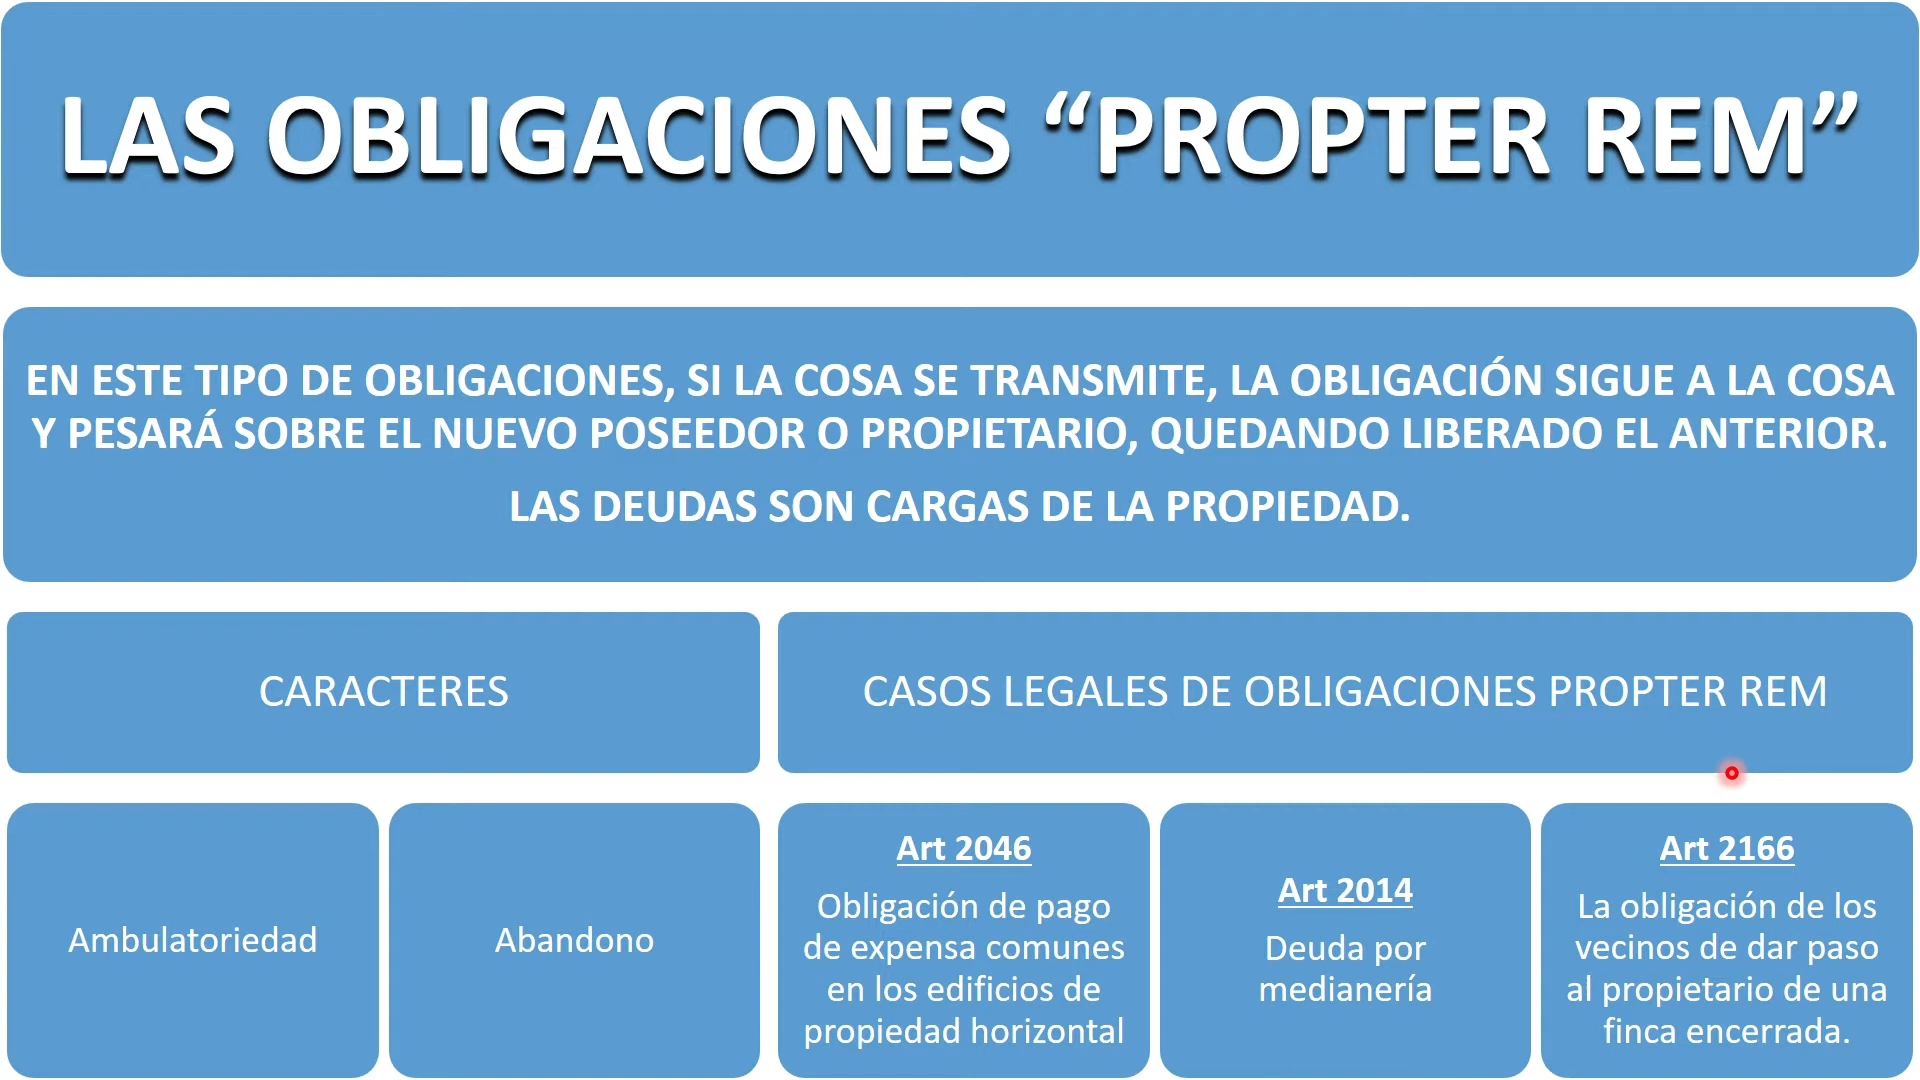 LAS OBLIGACIONES “PROPTER REM”
EN ESTE TIPO DE OBLIGACIONES, SI LA COSA SE TRANSMITE, LA OBLIGACIÓN SIGUE A LA COSA
Y PESARÁ SOBRE EL NUEVO POSEEDOR O PROPIETARIO, QUEDANDO LIBERADO EL ANTERIOR.
LAS DEUDAS SON CARGAS DE LA PROPIEDAD.
CARACTERES
CASOS LEGALES DE OBLIGACIONES PROPTER REM
Ambulatoriedad
Abandono
Art 2046
Obligación de pago
de expensa comunes
en los edificios de
propiedad horizontal
Art 2014
Deuda por
medianería
Art 2166
La obligación de los
vecinos de dar paso
al propietario de una
finca encerrada.